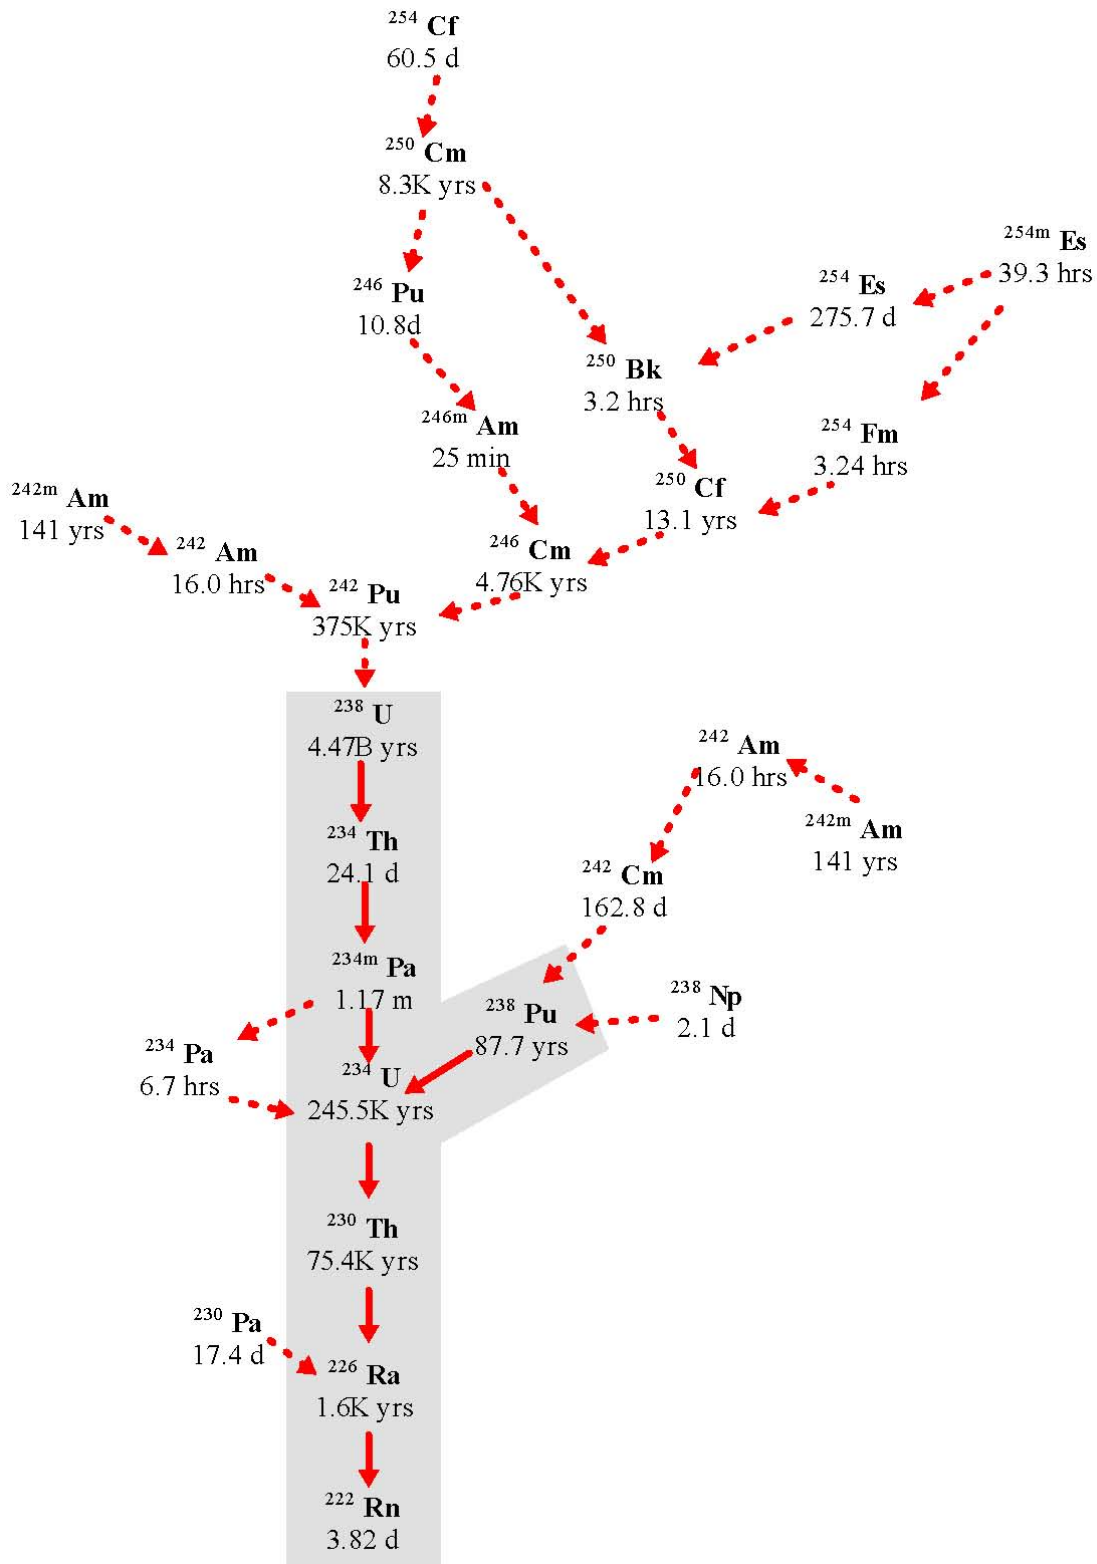 254 Cf
60.5 d
250 Cm
8.3K yrs
254m Es
39.3 hrs
254 Es
275.7 d
246 Pu
10.8d
250 Bk
3.2 hrs
246m Am
25 min
254 Fm
3.24 hrs
250 Cf
13.1 yrs
242m Am
141 yrs
242 Am
16.0 hrs
246 Cm
4.76K yrs
242 Pu
375K yrs
238 U
4.47B yrs
242 Am
16.0 hrs
242m Am
141 yrs
234 Th
24.1 d
242 Cm
162.8 d
234m Pa
1.17 m
238 Pu
87.7 yrs
238 Np
2.1 d
234 Pa
6.7 hrs
234 U
245.5K yrs
230 Th
75.4K yrs
230 Pa
17.4 d
226 Ra
1.6K yrs
222 Rn
3.82 d